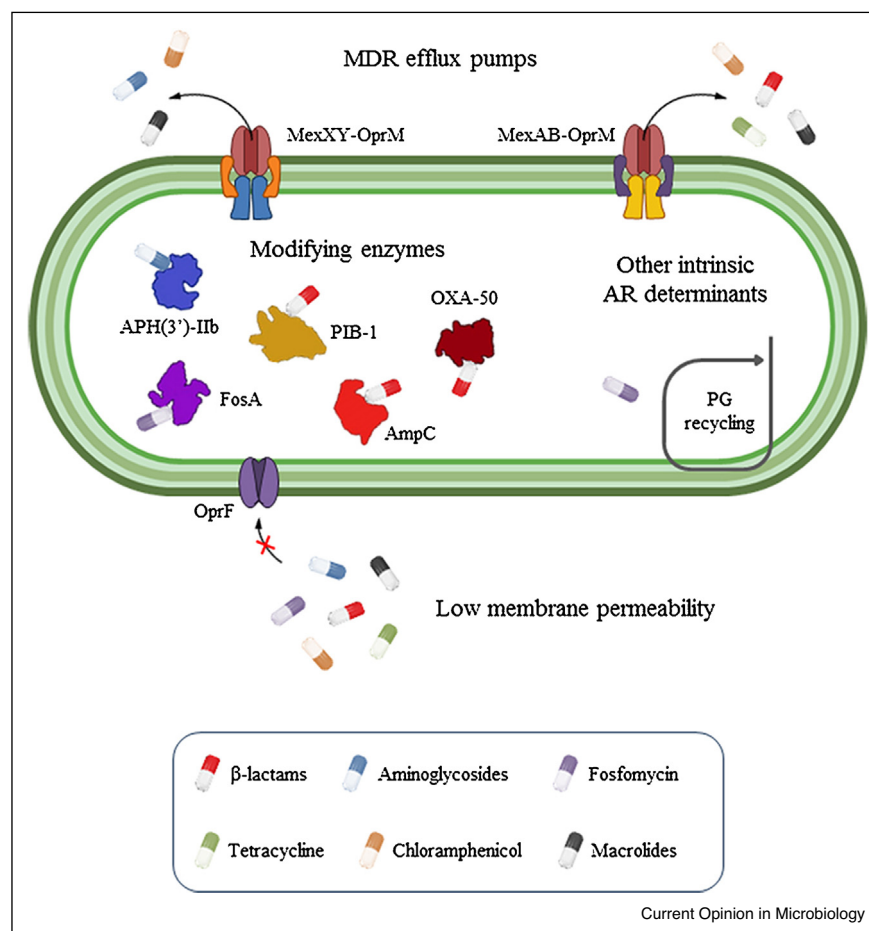 MDR efflux pumps
MexXY-OprM
MexAB-OprM
Modifying enzymes
Other intrinsic
AR determinants
OXA-50
APH(3’)-IIb
PIB-1
FosA
AmpC
PG
recycling
OprF
Low membrane permeability
β-lactams
Aminoglycosides
Fosfomycin
Tetracycline
Chloramphenicol
Macrolides
Current Opinion in Microbiology